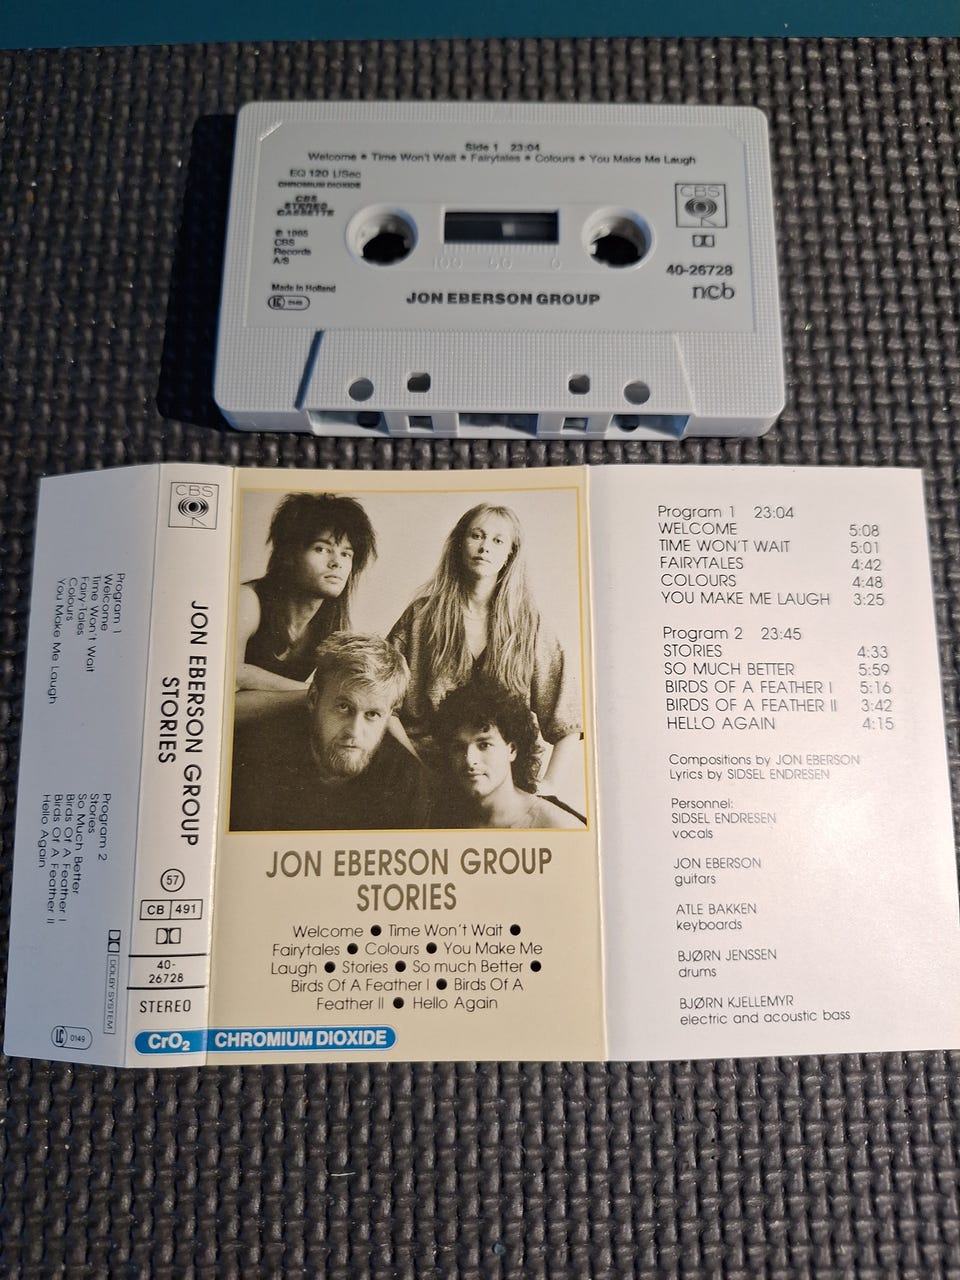 Side 1 23:04
Welcome ● Time Won't Wait ● Fairytales ● Colours ● You Make Me Laugh
EQ 120 µSec
CHROMIUM DIOXIDE
CBS
STEREO
CASSETTE
℗ 1985
CBS
Records
A/S
Made in Holland
LC 0149
CBS
40-26728
ncb
100 50 0
JON EBERSON GROUP
Program 1
Welcome
Time Won't Wait
Fairy-Tales
Colours
You Make Me Laugh
Program 2
Stories
So Much Better
Birds Of A Feather I
Birds Of A Feather II
Hello Again
DOLBY SYSTEM
LC 0149
CBS
JON EBERSON GROUP
STORIES
57
CB 491
40-
26728
STEREO
CrO₂ CHROMIUM DIOXIDE
JON EBERSON GROUP
STORIES
Welcome ● Time Won't Wait ●
Fairytales ● Colours ● You Make Me
Laugh ● Stories ● So much Better ●
Birds Of A Feather I ● Birds Of A
Feather II ● Hello Again
Program 1 23:04
WELCOME 5:08
TIME WON'T WAIT 5:01
FAIRYTALES 4:42
COLOURS 4:48
YOU MAKE ME LAUGH 3:25
Program 2 23:45
STORIES 4:33
SO MUCH BETTER 5:59
BIRDS OF A FEATHER I 5:16
BIRDS OF A FEATHER II 3:42
HELLO AGAIN 4:15
Compositions by JON EBERSON
Lyrics by SIDSEL ENDRESEN
Personnel:
SIDSEL ENDRESEN
vocals
JON EBERSON
guitars
ATLE BAKKEN
keyboards
BJØRN JENSSEN
drums
BJØRN KJELLEMYR
electric and acoustic bass